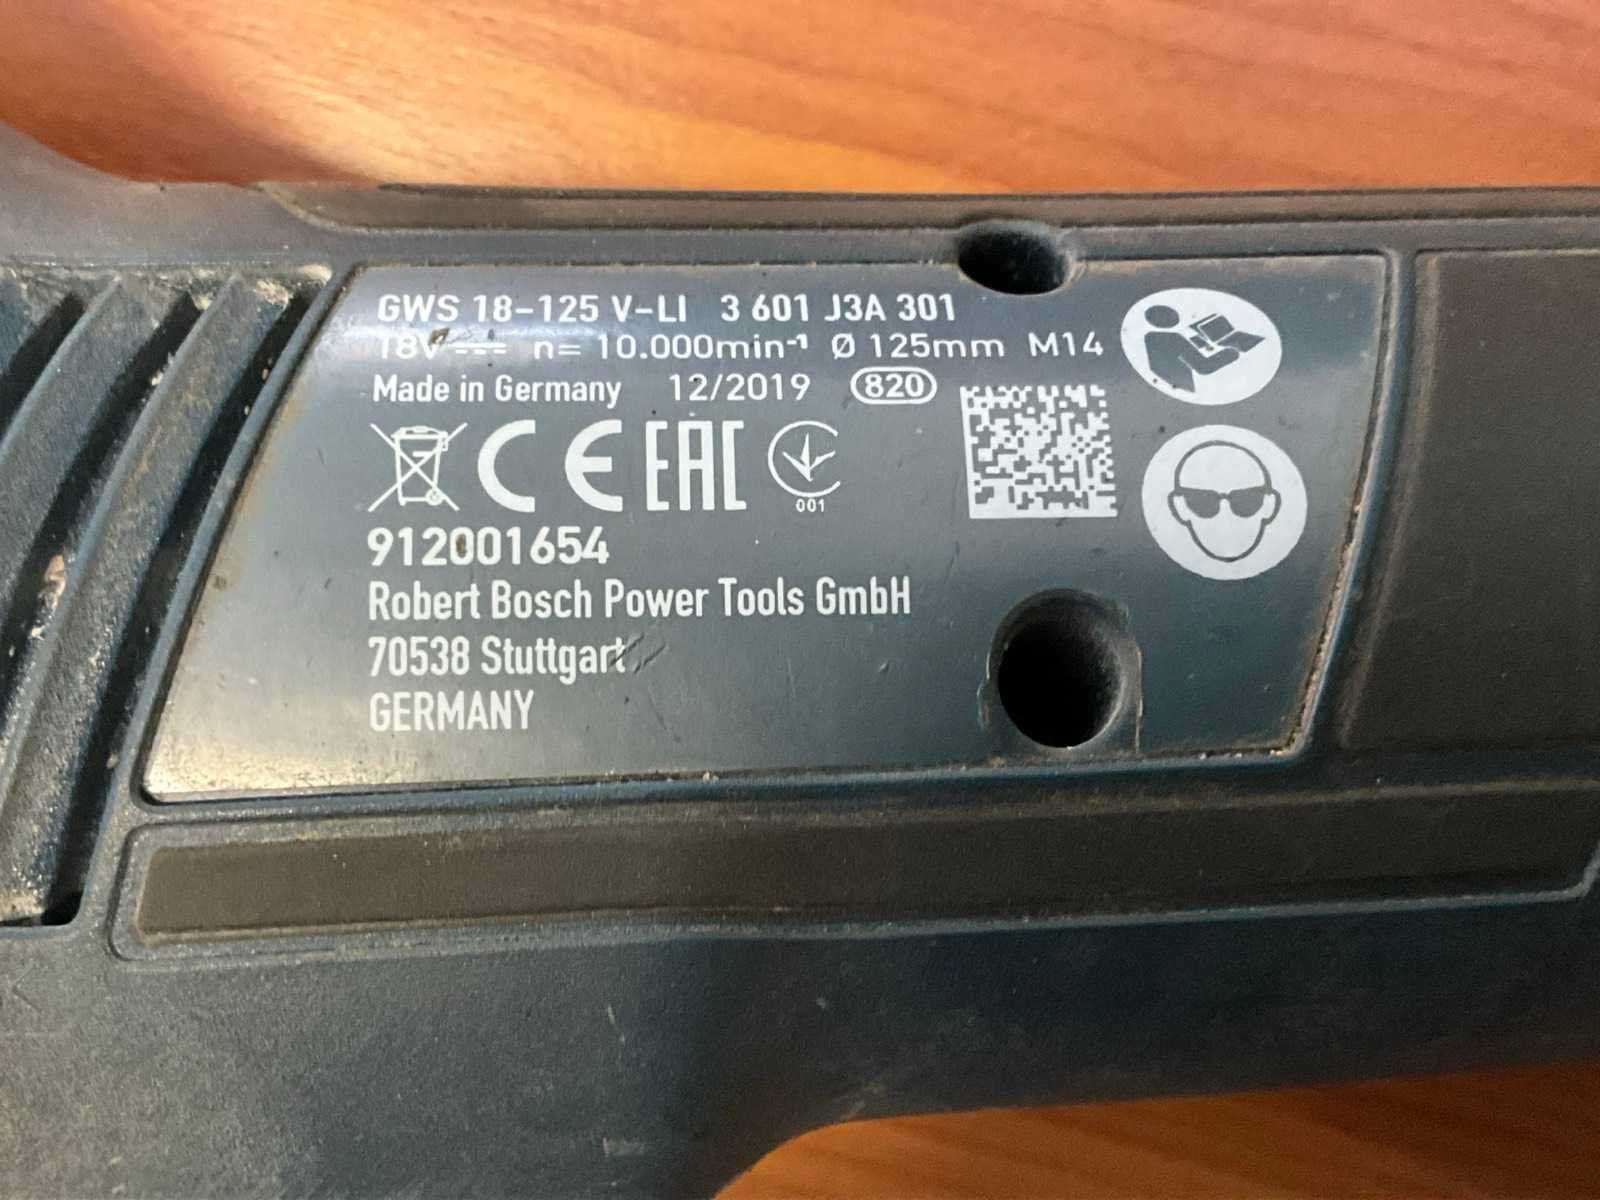 GWS 18-125 V-LI 3 601 J3A 301
18V n= 10.000min⁻¹ Ø 125mm M14
Made in Germany 12/2019 820
CE EAC
001
912001654
Robert Bosch Power Tools GmbH
70538 Stuttgart
GERMANY